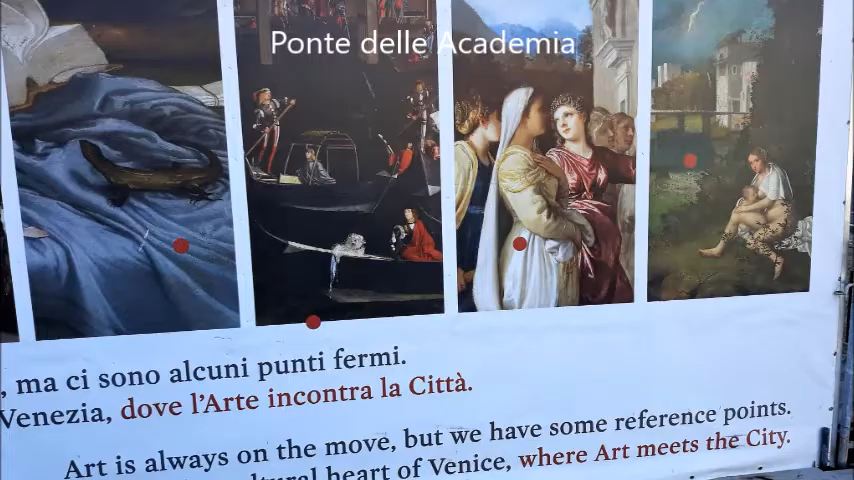 Ponte delle Academia
, ma ci sono alcuni punti fermi.
Venezia, dove l'Arte incontra la Città.
Art is always on the move, but we have some reference points.
heart of Venice, where Art meets the City.